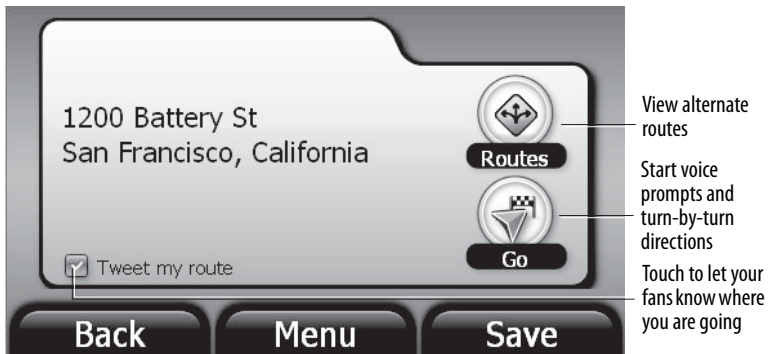 1200 Battery St
San Francisco, California
Routes
Go
Tweet my route
Back
Menu
Save
View alternate
routes
Start voice
prompts and
turn-by-turn
directions
Touch to let your
fans know where
you are going